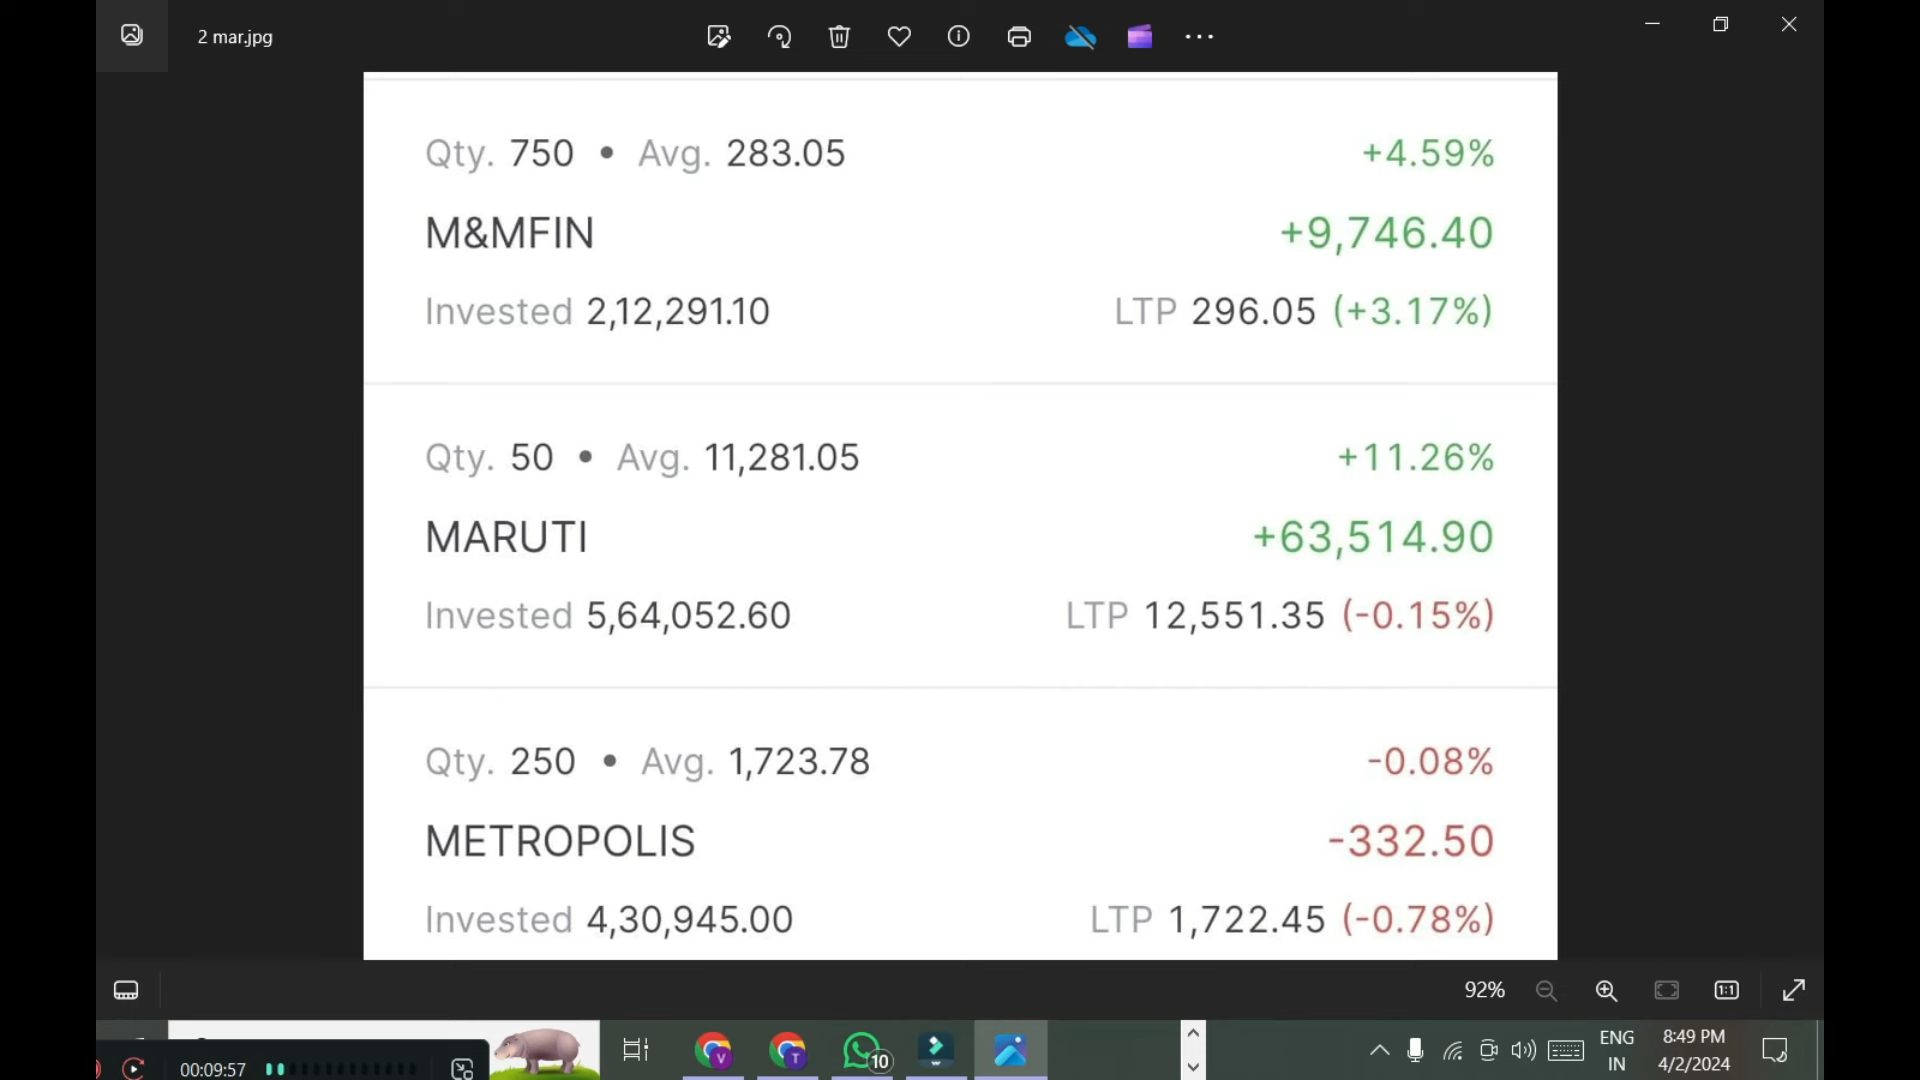 2 mar.jpg
Qty. 750 • Avg. 283.05 +4.59%
M&MFIN +9,746.40
Invested 2,12,291.10 LTP 296.05 (+3.17%)
Qty. 50 • Avg. 11,281.05 +11.26%
MARUTI +63,514.90
Invested 5,64,052.60 LTP 12,551.35 (-0.15%)
Qty. 250 • Avg. 1,723.78 -0.08%
METROPOLIS -332.50
Invested 4,30,945.00 LTP 1,722.45 (-0.78%)
92% 1:1
00:09:57 V T 10 ENG 8:49 PM
IN 4/2/2024